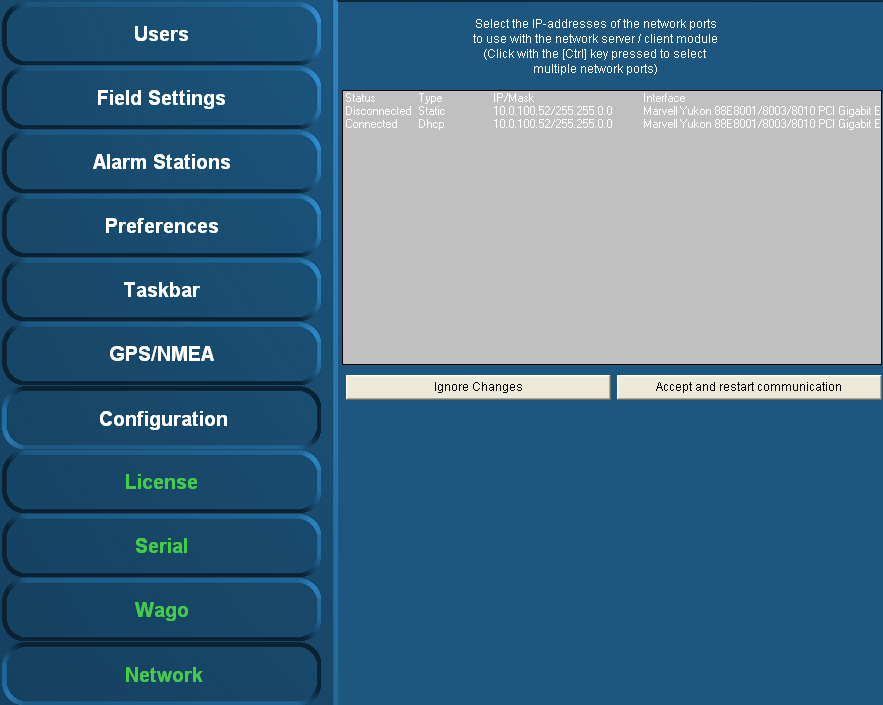 Users
Field Settings
Alarm Stations
Preferences
Taskbar
GPS/NMEA
Configuration
License
Serial
Wago
Network
Select the IP-addresses of the network ports
to use with the network server / client module
(Click with the [Ctrl] key pressed to select
multiple network ports)
Status Type IP/Mask Interface
Disconnected Static 10.0.100.52/255.255.0.0 Marvell Yukon 88E8001/8003/8010 PCI Gigabit E
Connected Dhcp 10.0.100.52/255.255.0.0 Marvell Yukon 88E8001/8003/8010 PCI Gigabit E
Ignore Changes Accept and restart communication